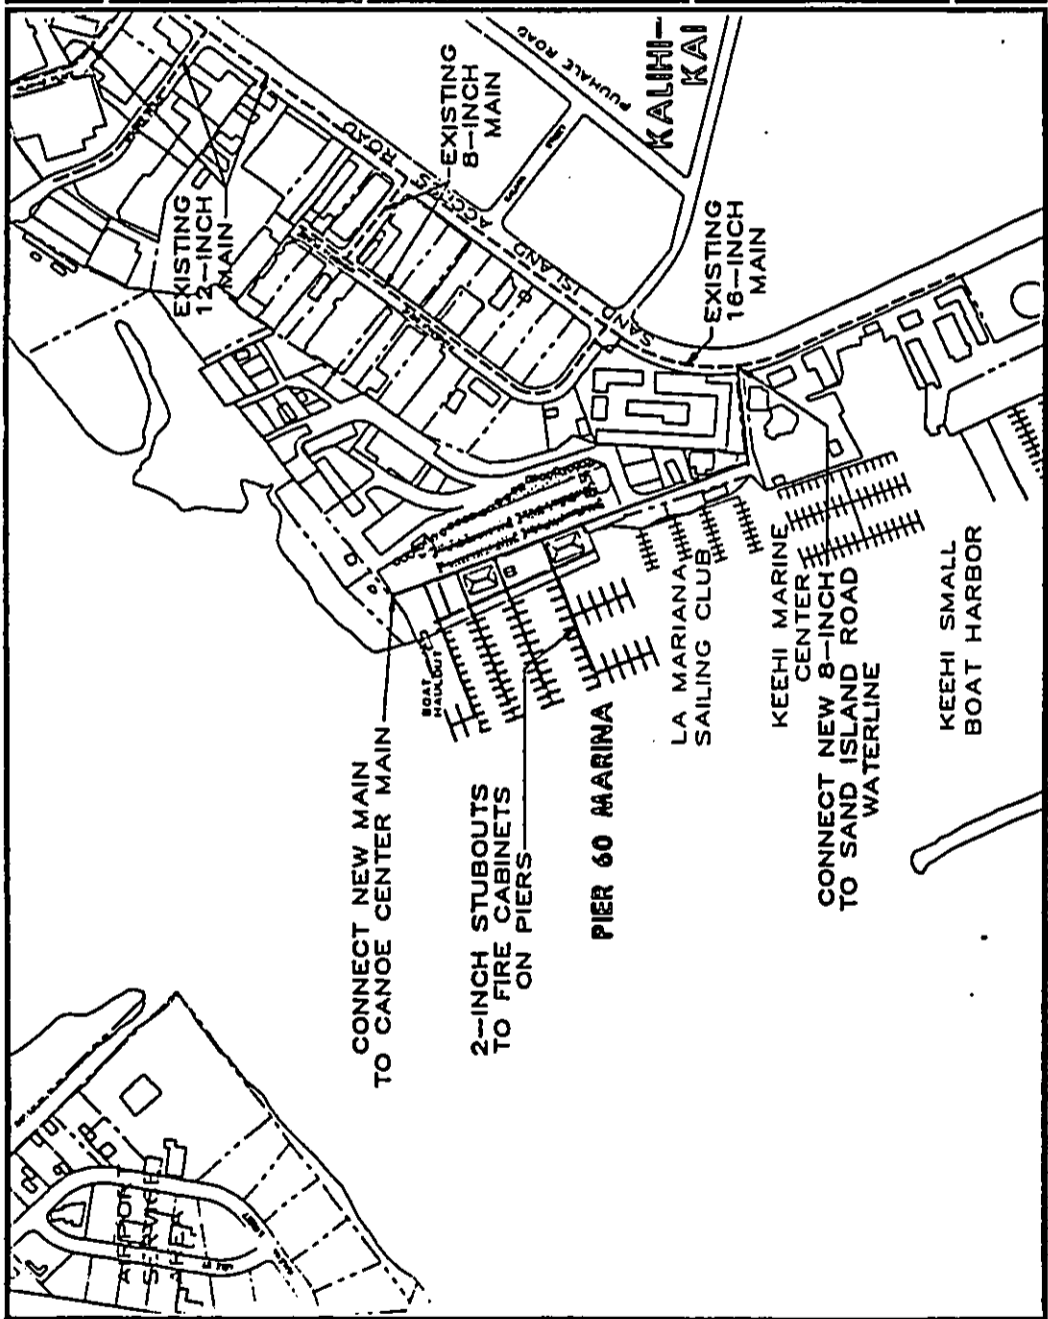 KALIHI-
KAI
PUUHALE ROAD
EXISTING
8-INCH
MAIN
EXISTING
12-INCH
MAIN
SAND ISLAND ACCESS ROAD
EXISTING
16-INCH
MAIN
BOAT
HAULOUT
CONNECT NEW MAIN
TO CANOE CENTER MAIN
2-INCH STUBOUTS
TO FIRE CABINETS
ON PIERS
PIER 60 MARINA
LA MARIANA
SAILING CLUB
KEEHI MARINE
CENTER
CONNECT NEW 8-INCH
TO SAND ISLAND ROAD
WATERLINE
KEEHI SMALL
BOAT HARBOR
AIRPORT
SERVICE
AREA